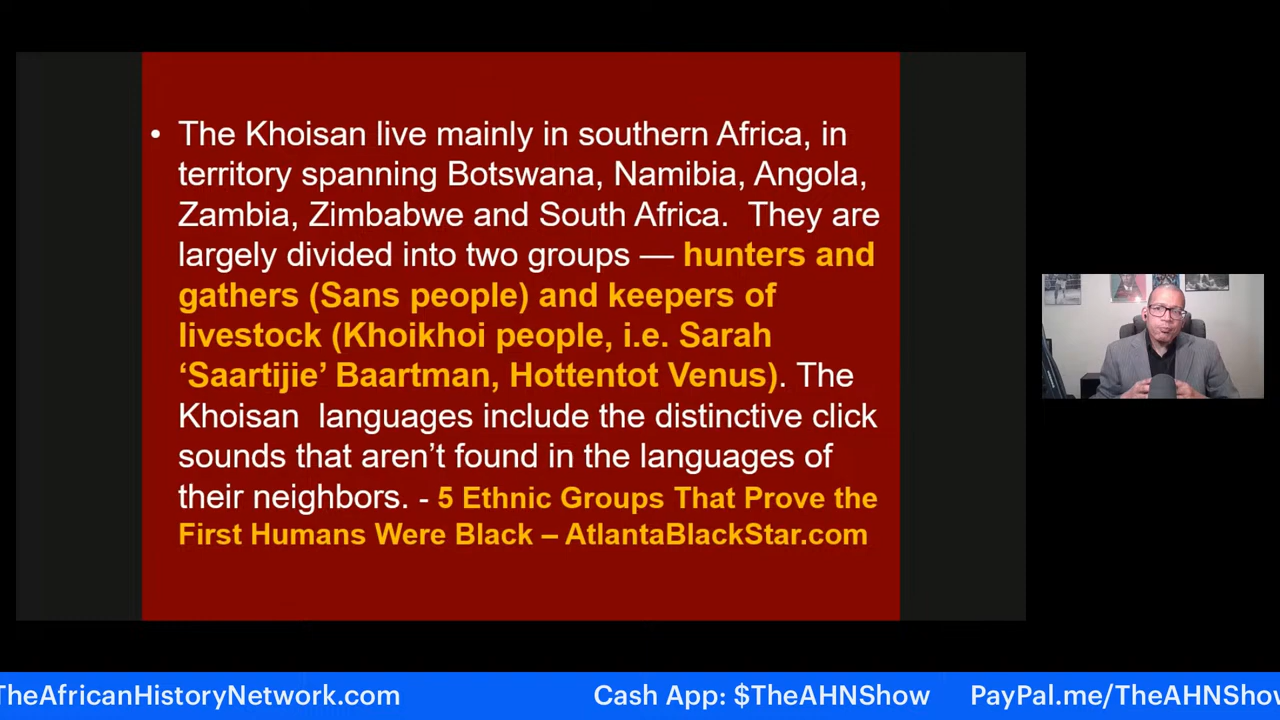 • The Khoisan live mainly in southern Africa, in
territory spanning Botswana, Namibia, Angola,
Zambia, Zimbabwe and South Africa.  They are
largely divided into two groups — hunters and
gathers (Sans people) and keepers of
livestock (Khoikhoi people, i.e. Sarah
‘Saartijie’ Baartman, Hottentot Venus). The
Khoisan  languages include the distinctive click
sounds that aren’t found in the languages of
their neighbors. - 5 Ethnic Groups That Prove the
First Humans Were Black – AtlantaBlackStar.com
TheAfricanHistoryNetwork.com Cash App: $TheAHNShow PayPal.me/TheAHNSho